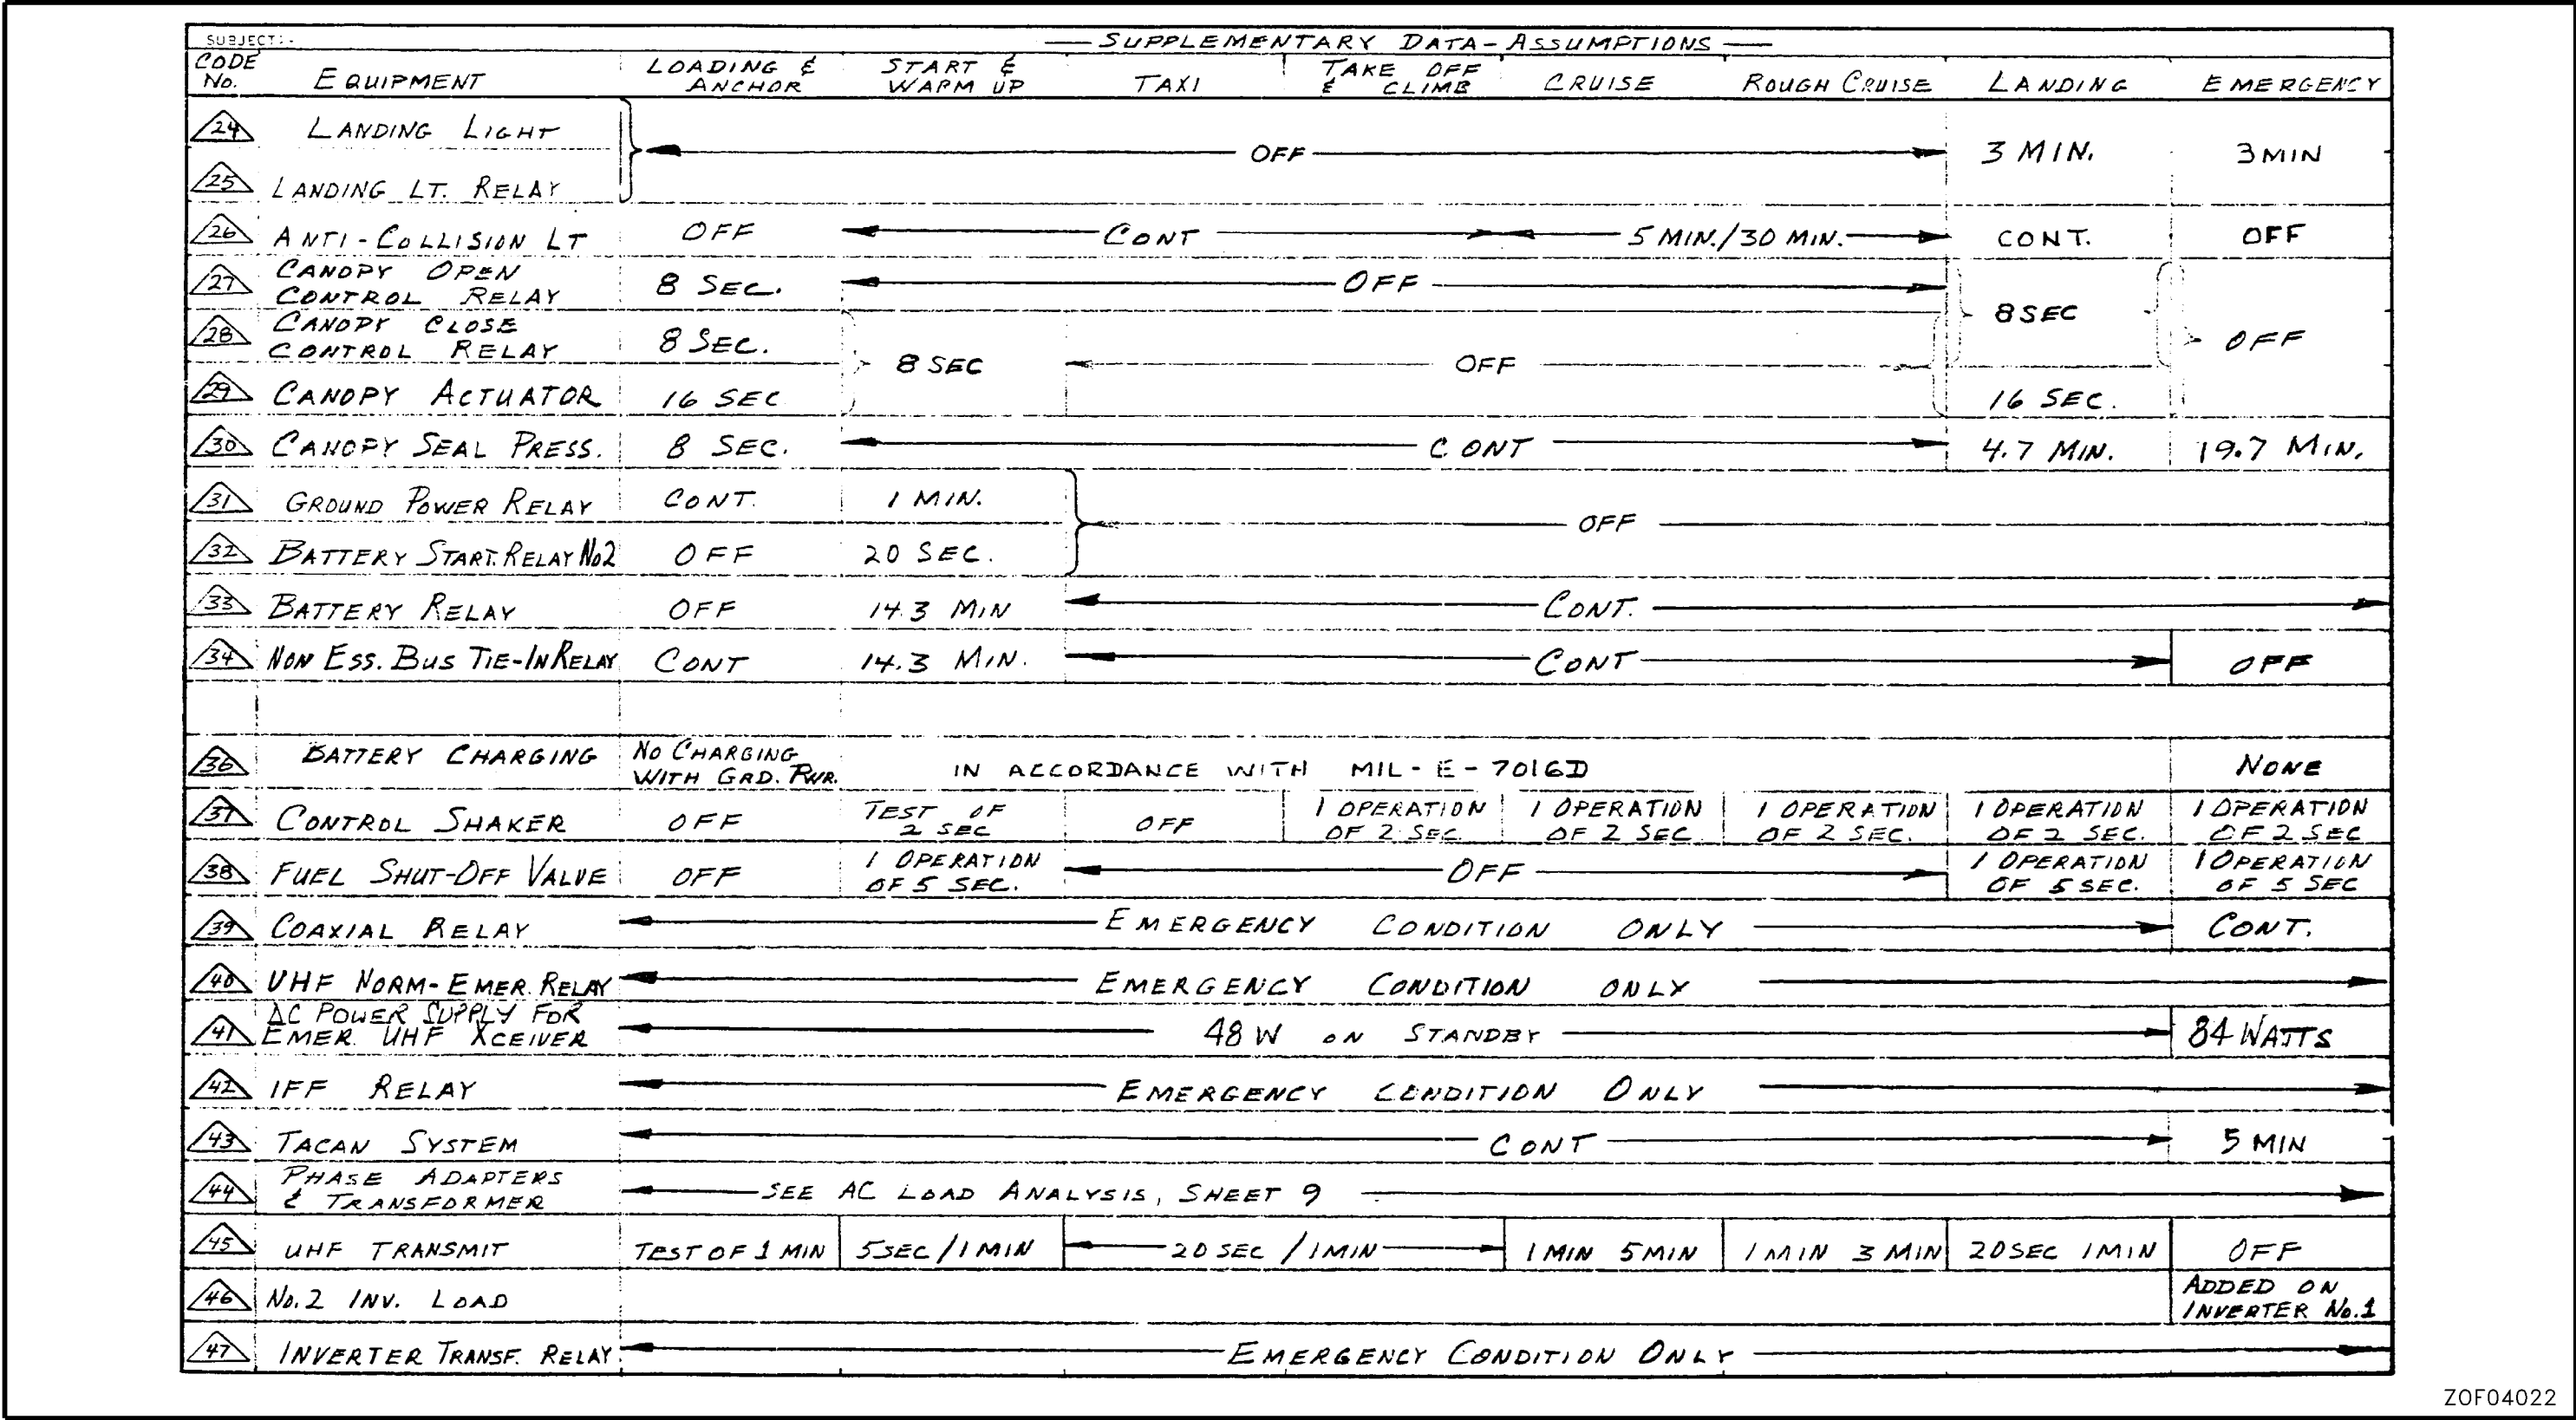 SUBJECT:-
— SUPPLEMENTARY DATA-ASSUMPTIONS —
CODE No. EQUIPMENT LOADING & ANCHOR START & WARM UP TAXI TAKE OFF & CLIMB CRUISE ROUGH CRUISE LANDING EMERGENCY
24 LANDING LIGHT
OFF 3 MIN. 3 MIN
25 LANDING LT. RELAY
26 ANTI-COLLISION LT OFF CONT 5 MIN./30 MIN. CONT. OFF
27 CANOPY OPEN
CONTROL RELAY 8 SEC. OFF
8 SEC
28 CANOPY CLOSE
CONTROL RELAY 8 SEC. OFF
8 SEC OFF
29 CANOPY ACTUATOR 16 SEC 16 SEC.
30 CANOPY SEAL PRESS. 8 SEC. CONT 4.7 MIN. 19.7 MIN.
31 GROUND POWER RELAY CONT. 1 MIN.
OFF
32 BATTERY START. RELAY No2 OFF 20 SEC.
33 BATTERY RELAY OFF 14.3 MIN CONT.
34 NON ESS. BUS TIE-IN RELAY CONT 14.3 MIN. CONT OFF
36 BATTERY CHARGING NO CHARGING
WITH GRD. PWR. IN ACCORDANCE WITH MIL-E-7016D NONE
37 CONTROL SHAKER OFF TEST OF 2 SEC OFF 1 OPERATION OF 2 SEC. 1 OPERATION OF 2 SEC. 1 OPERATION OF 2 SEC. 1 OPERATION OF 2 SEC. 1 OPERATION OF 2 SEC
38 FUEL SHUT-OFF VALVE OFF 1 OPERATION OF 5 SEC. OFF 1 OPERATION OF 5 SEC. 1 OPERATION OF 5 SEC
39 COAXIAL RELAY EMERGENCY CONDITION ONLY CONT.
40 UHF NORM-EMER. RELAY EMERGENCY CONDITION ONLY
41 AC POWER SUPPLY FOR
EMER. UHF XCEIVER 48 W ON STANDBY 84 WATTS
42 IFF RELAY EMERGENCY CONDITION ONLY
43 TACAN SYSTEM CONT 5 MIN
44 PHASE ADAPTERS
& TRANSFORMER SEE AC LOAD ANALYSIS, SHEET 9
45 UHF TRANSMIT TEST OF 1 MIN 5 SEC/1 MIN 20 SEC/1 MIN 1 MIN 5 MIN 1 MIN 3 MIN 20 SEC 1 MIN OFF
46 No. 2 INV. LOAD ADDED ON
INVERTER No. 1
47 INVERTER TRANSF. RELAY EMERGENCY CONDITION ONLY
ZOF04022